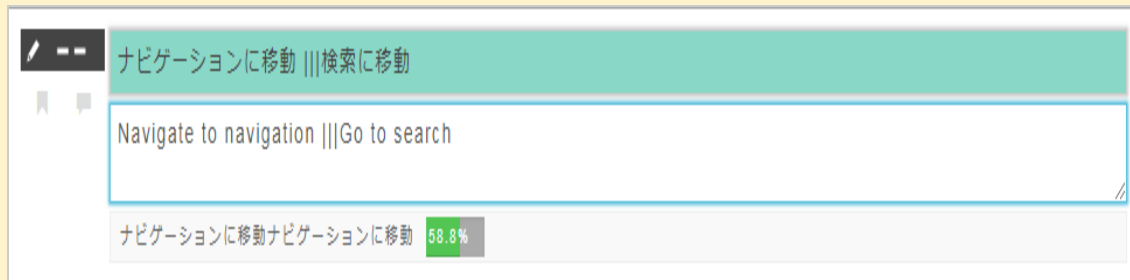 ナビゲーションに移動 |||検索に移動
Navigate to navigation |||Go to search
ナビゲーションに移動ナビゲーションに移動 58.8%